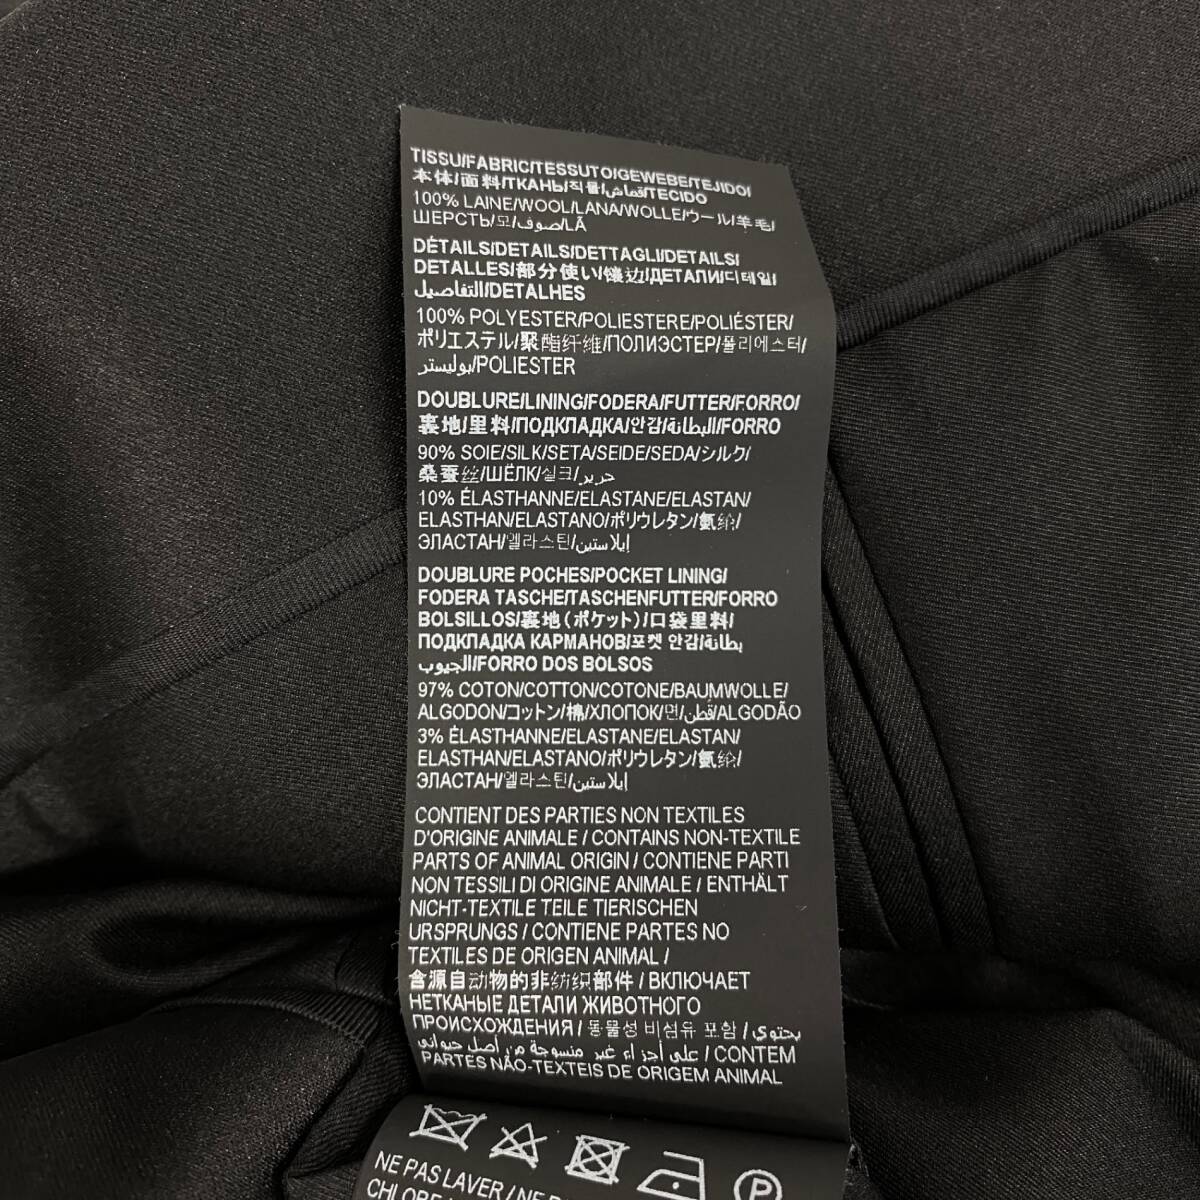 TISSU/FABRIC/TESSUTO/GEWEBE/TEJIDO/
本体/面料/ТКАНЬ/직물/قماش/TECIDO
100% LAINE/WOOL/LANA/WOLLE/ウール/羊毛/
ШЕРСТЬ/모/صوف/LÃ
DÉTAILS/DETAILS/DETTAGLI/DETAILS/
DETALLES/部分使い/镶边/ДЕТАЛИ/디테일/
التفاصيل/DETALHES
100% POLYESTER/POLIESTERE/POLIÉSTER/
ポリエステル/聚酯纤维/ПОЛИЭСТЕР/폴리에스터/
بوليستر/POLIESTER
DOUBLURE/LINING/FODERA/FUTTER/FORRO/
裏地/里料/ПОДКЛАДКА/안감/البطانة/FORRO
90% SOIE/SILK/SETA/SEIDE/SEDA/シルク/
桑蚕丝/ШЁЛК/실크/حرير
10% ÉLASTHANNE/ELASTANE/ELASTAN/
ELASTHAN/ELASTANO/ポリウレタン/氨纶/
ЭЛАСТАН/엘라스틴/إيلاستين
DOUBLURE POCHES/POCKET LINING/
FODERA TASCHE/TASCHENFUTTER/FORRO
BOLSILLOS/裏地(ポケット)/口袋里料/
ПОДКЛАДКА КАРМАНОВ/포켓 안감/بطانة
الجيوب/FORRO DOS BOLSOS
97% COTON/COTTON/COTONE/BAUMWOLLE/
ALGODON/コットン/棉/ХЛОПОК/면/قطن/ALGODÃO
3% ÉLASTHANNE/ELASTANE/ELASTAN/
ELASTHAN/ELASTANO/ポリウレタン/氨纶/
ЭЛАСТАН/엘라스틴/إيلاستين
CONTIENT DES PARTIES NON TEXTILES
D'ORIGINE ANIMALE / CONTAINS NON-TEXTILE
PARTS OF ANIMAL ORIGIN / CONTIENE PARTI
NON TESSILI DI ORIGINE ANIMALE / ENTHÄLT
NICHT-TEXTILE TEILE TIERISCHEN
URSPRUNGS / CONTIENE PARTES NO
TEXTILES DE ORIGEN ANIMAL /
含源自动物的非纺织部件 / ВКЛЮЧАЕТ
НЕТКАНЫЕ ДЕТАЛИ ЖИВОТНОГО
ПРОИСХОЖДЕНИЯ / 동물성 비섬유 포함 / يحتوي
على أجزاء غير منسوجة من أصل حيواني / CONTEM
PARTES NÃO-TEXTEIS DE ORIGEM ANIMAL
P
NE PAS LAVER / NE